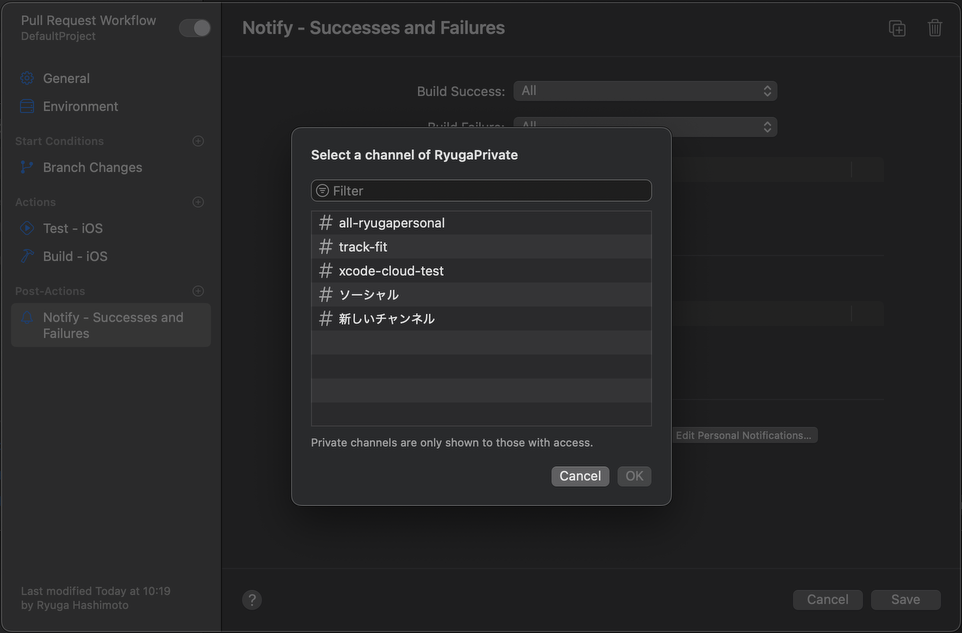 Pull Request Workflow
DefaultProject
General
Environment
Start Conditions
Branch Changes
Actions
Test - iOS
Build - iOS
Post-Actions
Notify - Successes and
Failures
Last modified Today at 10:19
by Ryuga Hashimoto
Notify - Successes and Failures
Build Success: All
Build Failure: All
Select a channel of RyugaPrivate
Filter
# all-ryugapersonal
# track-fit
# xcode-cloud-test
# ソーシャル
# 新しいチャンネル
Private channels are only shown to those with access.
Cancel OK
Edit Personal Notifications...
? Cancel Save